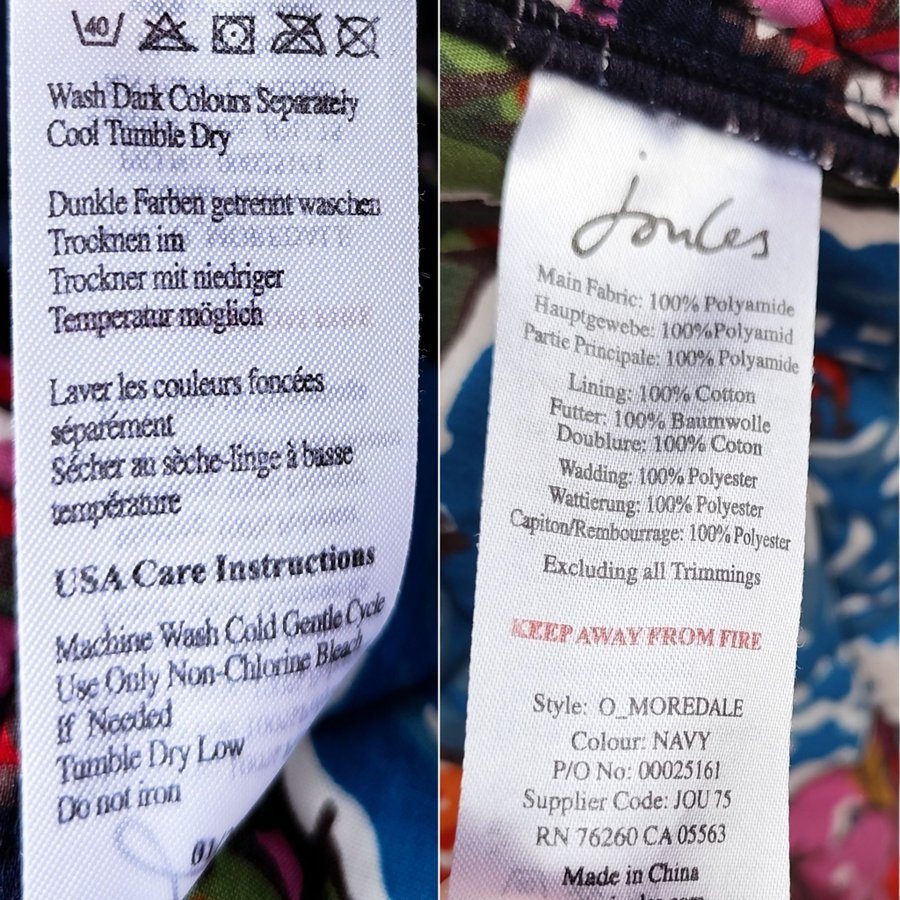 40
Wash Dark Colours Separately
Cool Tumble Dry
Dunkle Farben getrennt waschen
Trocknen im
Trockner mit niedriger
Temperatur möglich
Laver les couleurs foncées
séparément
Sécher au sèche-linge à basse
température
USA Care Instructions
Machine Wash Cold Gentle Cycle
Use Only Non-Chlorine Bleach
If Needed
Tumble Dry Low
Do not iron
Joules
Main Fabric: 100% Polyamide
Hauptgewebe: 100%Polyamid
Partie Principale: 100% Polyamide
Lining: 100% Cotton
Futter: 100% Baumwolle
Doublure: 100% Coton
Wadding: 100% Polyester
Wattierung: 100% Polyester
Capiton/Rembourrage: 100% Polyester
Excluding all Trimmings
KEEP AWAY FROM FIRE
Style: O_MOREDALE
Colour: NAVY
P/O No: 00025161
Supplier Code: JOU 75
RN 76260 CA 05563
Made in China